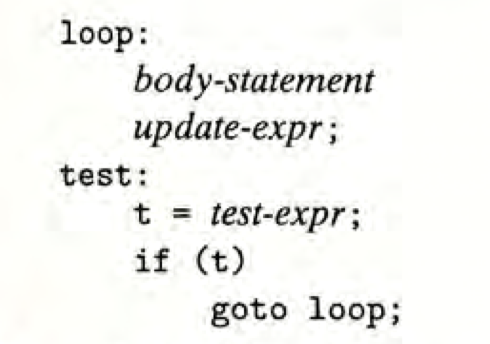 loop:
body-statement
update-expr;
test:
t = test-expr;
if (t)
goto loop;